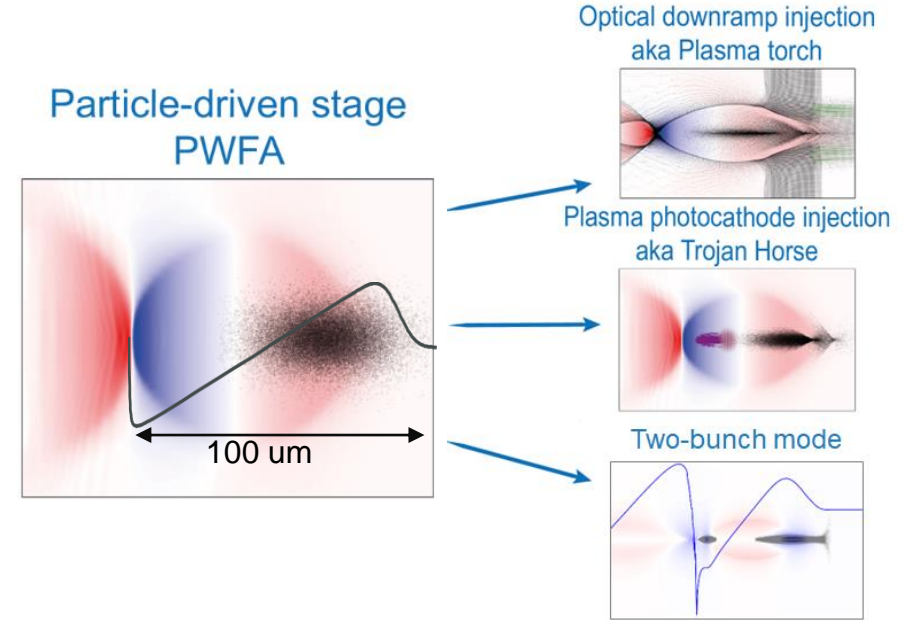 Particle-driven stage
PWFA
100 um
Optical downramp injection
aka Plasma torch
Plasma photocathode injection
aka Trojan Horse
Two-bunch mode